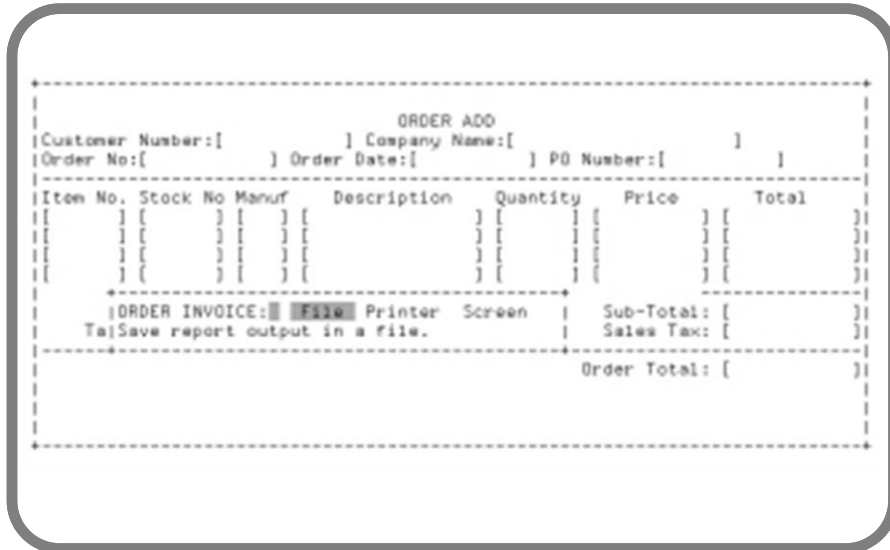 ORDER ADD
Customer Number:[ ] Company Name:[ ]
Order No:[ ] Order Date:[ ] PO Number:[ ]
Item No. Stock No Manuf Description Quantity Price Total
[ ] [ ] [ ] [ ] [ ] [ ] [ ]
[ ] [ ] [ ] [ ] [ ] [ ] [ ]
[ ] [ ] [ ] [ ] [ ] [ ] [ ]
[ ] [ ] [ ] [ ] [ ] [ ] [ ]
ORDER INVOICE: File Printer Screen Sub-Total: [ ]
Ta Save report output in a file. Sales Tax: [ ]
Order Total: [ ]